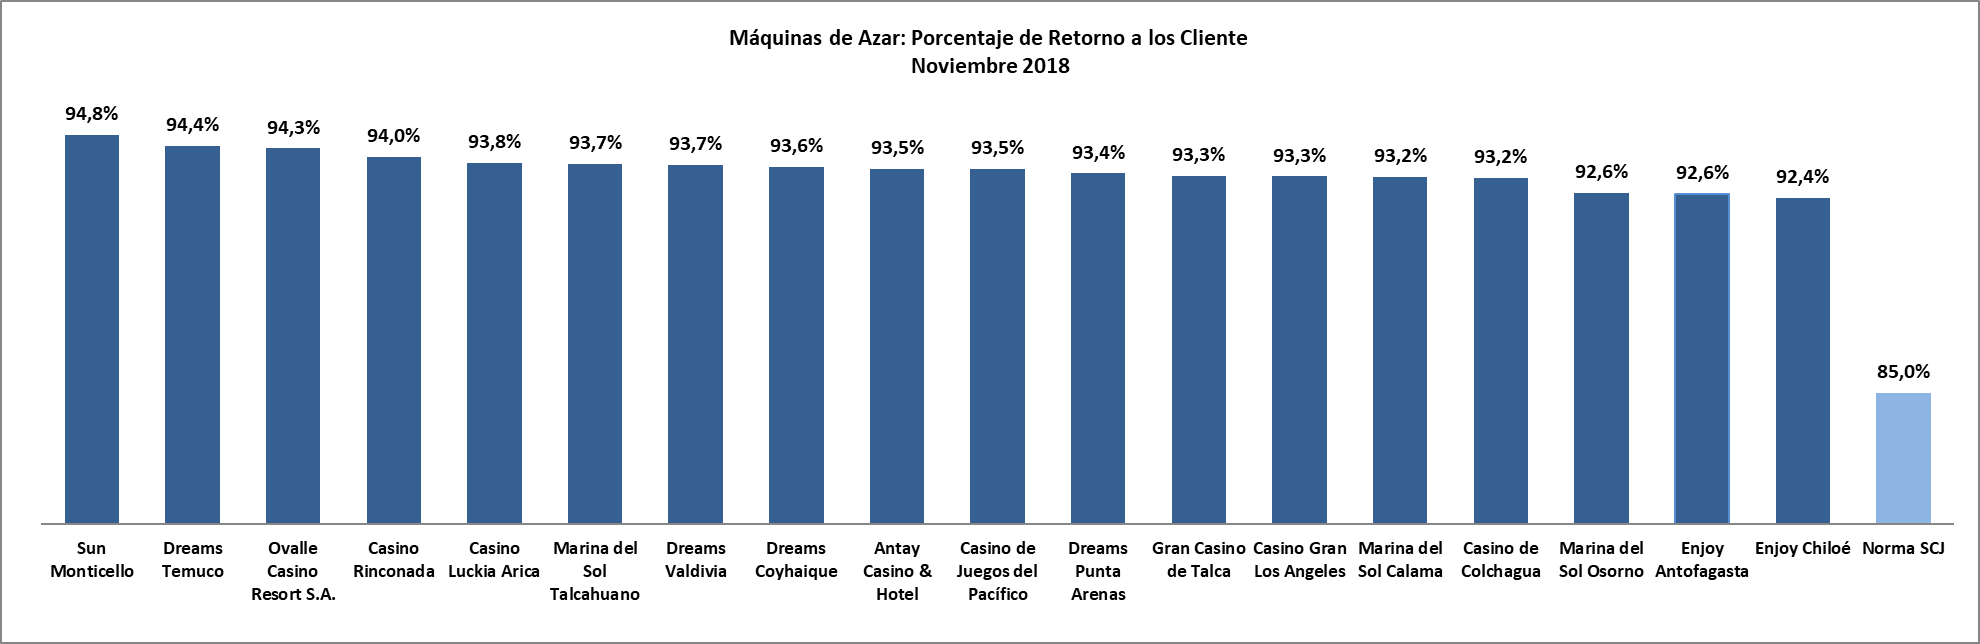 Máquinas de Azar: Porcentaje de Retorno a los Cliente
Noviembre 2018
94,8%
94,4%
94,3%
94,0%
93,8%
93,7%
93,7%
93,6%
93,5%
93,5%
93,4%
93,3%
93,3%
93,2%
93,2%
92,6%
92,6%
92,4%
85,0%
Sun
Monticello
Dreams
Temuco
Ovalle
Casino
Resort S.A.
Casino
Rinconada
Casino
Luckia Arica
Marina del
Sol
Talcahuano
Dreams
Valdivia
Dreams
Coyhaique
Antay
Casino &
Hotel
Casino de
Juegos del
Pacífico
Dreams
Punta
Arenas
Gran Casino
de Talca
Casino Gran
Los Angeles
Marina del
Sol Calama
Casino de
Colchagua
Marina del
Sol Osorno
Enjoy
Antofagasta
Enjoy Chiloé
Norma SCJ